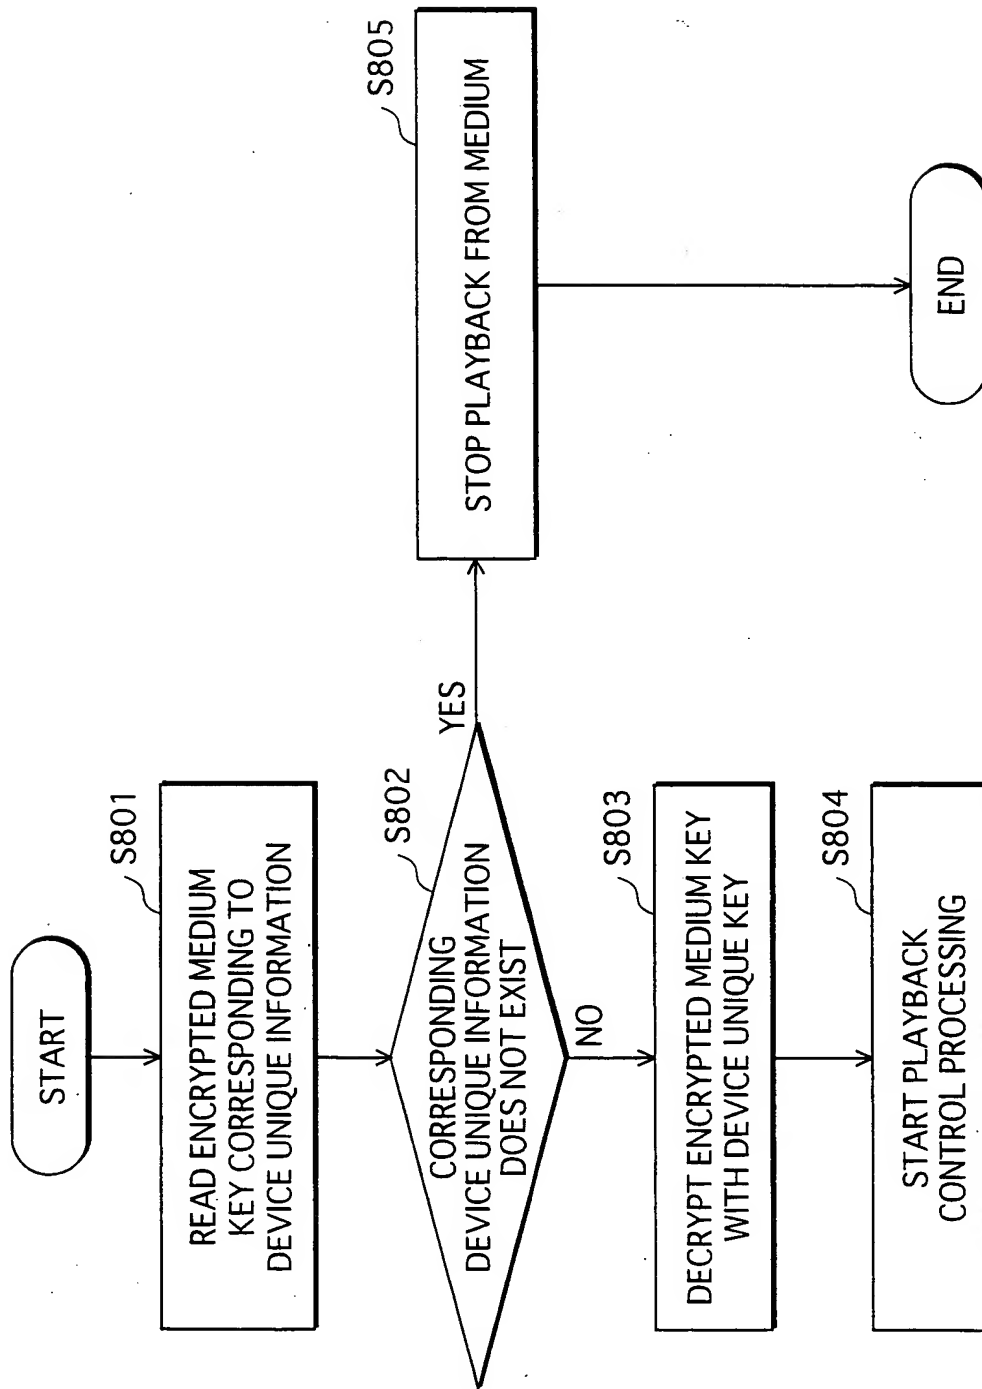 START
S801
READ ENCRYPTED MEDIUM
KEY CORRESPONDING TO
DEVICE UNIQUE INFORMATION
S802
CORRESPONDING
DEVICE UNIQUE INFORMATION
DOES NOT EXIST
YES
NO
S803
DECRYPT ENCRYPTED MEDIUM KEY
WITH DEVICE UNIQUE KEY
S804
START PLAYBACK
CONTROL PROCESSING
S805
STOP PLAYBACK FROM MEDIUM
END